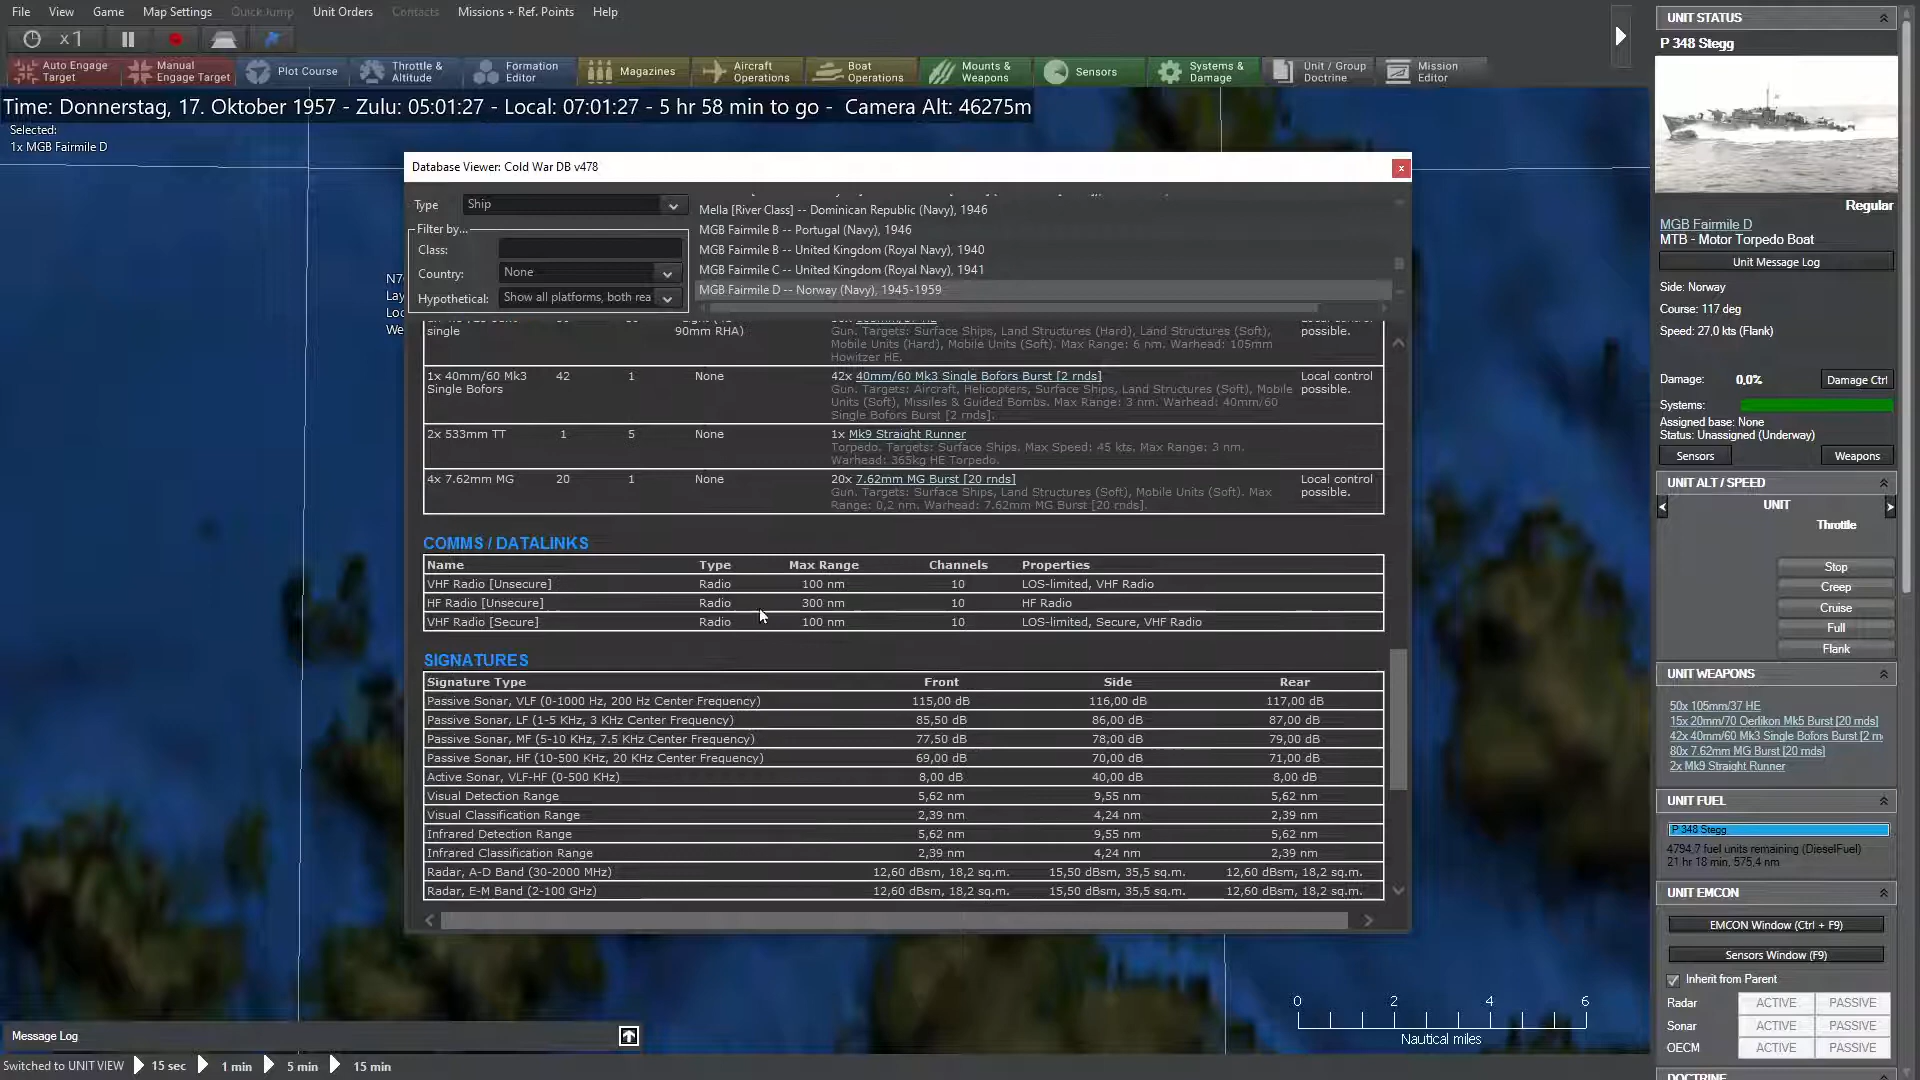 File View Game Map Settings Quick Jump Unit Orders Contacts Missions + Ref. Points Help
x1
Auto Engage Target
Manual Engage Target
Plot Course
Throttle & Altitude
Formation Editor
Magazines
Aircraft Operations
Boat Operations
Mounts & Weapons
Sensors
Systems & Damage
Unit / Group Doctrine
Mission Editor
Time: Donnerstag, 17. Oktober 1957 - Zulu: 05:01:27 - Local: 07:01:27 - 5 hr 58 min to go - Camera Alt: 46275m
Selected:
1x MGB Fairmile D
Database Viewer: Cold War DB v478
x
Type Ship
Filter by...
Class:
Country: None
Hypothetical: Show all platforms, both rea
Mella [River Class] -- Dominican Republic (Navy), 1946
MGB Fairmile B -- Portugal (Navy), 1946
MGB Fairmile B -- United Kingdom (Royal Navy), 1940
MGB Fairmile C -- United Kingdom (Royal Navy), 1941
MGB Fairmile D -- Norway (Navy), 1945-1959
single 90mm RHA) possible.
Gun. Targets: Surface Ships, Land Structures (Hard), Land Structures (Soft),
Mobile Units (Hard), Mobile Units (Soft). Max Range: 6 nm. Warhead: 105mm
Howitzer HE.
1x 40mm/60 Mk3 Single Bofors 42 1 None 42x 40mm/60 Mk3 Single Bofors Burst [2 rnds] Local control possible.
Gun. Targets: Aircraft, Helicopters, Surface Ships, Land Structures (Soft), Mobile
Units (Soft), Missiles & Guided Bombs. Max Range: 3 nm. Warhead: 40mm/60
Single Bofors Burst [2 rnds].
2x 533mm TT 1 5 None 1x Mk9 Straight Runner
Torpedo. Targets: Surface Ships. Max Speed: 45 kts. Max Range: 3 nm.
Warhead: 365kg HE Torpedo.
4x 7.62mm MG 20 1 None 20x 7.62mm MG Burst [20 rnds] Local control possible.
Gun. Targets: Surface Ships, Land Structures (Soft), Mobile Units (Soft). Max
Range: 0,2 nm. Warhead: 7.62mm MG Burst [20 rnds].
COMMS / DATALINKS
Name Type Max Range Channels Properties
VHF Radio [Unsecure] Radio 100 nm 10 LOS-limited, VHF Radio
HF Radio [Unsecure] Radio 300 nm 10 HF Radio
VHF Radio [Secure] Radio 100 nm 10 LOS-limited, Secure, VHF Radio
SIGNATURES
Signature Type Front Side Rear
Passive Sonar, VLF (0-1000 Hz, 200 Hz Center Frequency) 115,00 dB 116,00 dB 117,00 dB
Passive Sonar, LF (1-5 KHz, 3 KHz Center Frequency) 85,50 dB 86,00 dB 87,00 dB
Passive Sonar, MF (5-10 KHz, 7.5 KHz Center Frequency) 77,50 dB 78,00 dB 79,00 dB
Passive Sonar, HF (10-500 KHz, 20 KHz Center Frequency) 69,00 dB 70,00 dB 71,00 dB
Active Sonar, VLF-HF (0-500 KHz) 8,00 dB 40,00 dB 8,00 dB
Visual Detection Range 5,62 nm 9,55 nm 5,62 nm
Visual Classification Range 2,39 nm 4,24 nm 2,39 nm
Infrared Detection Range 5,62 nm 9,55 nm 5,62 nm
Infrared Classification Range 2,39 nm 4,24 nm 2,39 nm
Radar, A-D Band (30-2000 MHz) 12,60 dBsm, 18,2 sq.m. 15,50 dBsm, 35,5 sq.m. 12,60 dBsm, 18,2 sq.m.
Radar, E-M Band (2-100 GHz) 12,60 dBsm, 18,2 sq.m. 15,50 dBsm, 35,5 sq.m. 12,60 dBsm, 18,2 sq.m.
UNIT STATUS
P 348 Stegg
Regular
MGB Fairmile D
MTB - Motor Torpedo Boat
Unit Message Log
Side: Norway
Course: 117 deg
Speed: 27,0 kts (Flank)
Damage: 0,0% Damage Ctrl
Systems:
Assigned base: None
Status: Unassigned (Underway)
Sensors Weapons
UNIT ALT / SPEED
UNIT
Throttle
Stop
Creep
Cruise
Full
Flank
UNIT WEAPONS
50x 105mm/37 HE
15x 20mm/70 Oerlikon Mk5 Burst [20 rnds]
42x 40mm/60 Mk3 Single Bofors Burst [2 rn
80x 7.62mm MG Burst [20 rnds]
2x Mk9 Straight Runner
UNIT FUEL
P 348 Stegg
4794,7 fuel units remaining (DieselFuel)
21 hr 18 min, 575,4 nm
UNIT EMCON
EMCON Window (Ctrl + F9)
Sensors Window (F9)
Inherit from Parent
Radar ACTIVE PASSIVE
Sonar ACTIVE PASSIVE
OECM ACTIVE PASSIVE
DOCTRINE
0 2 4 6
Nautical miles
Message Log
Switched to UNIT VIEW 15 sec 1 min 5 min 15 min